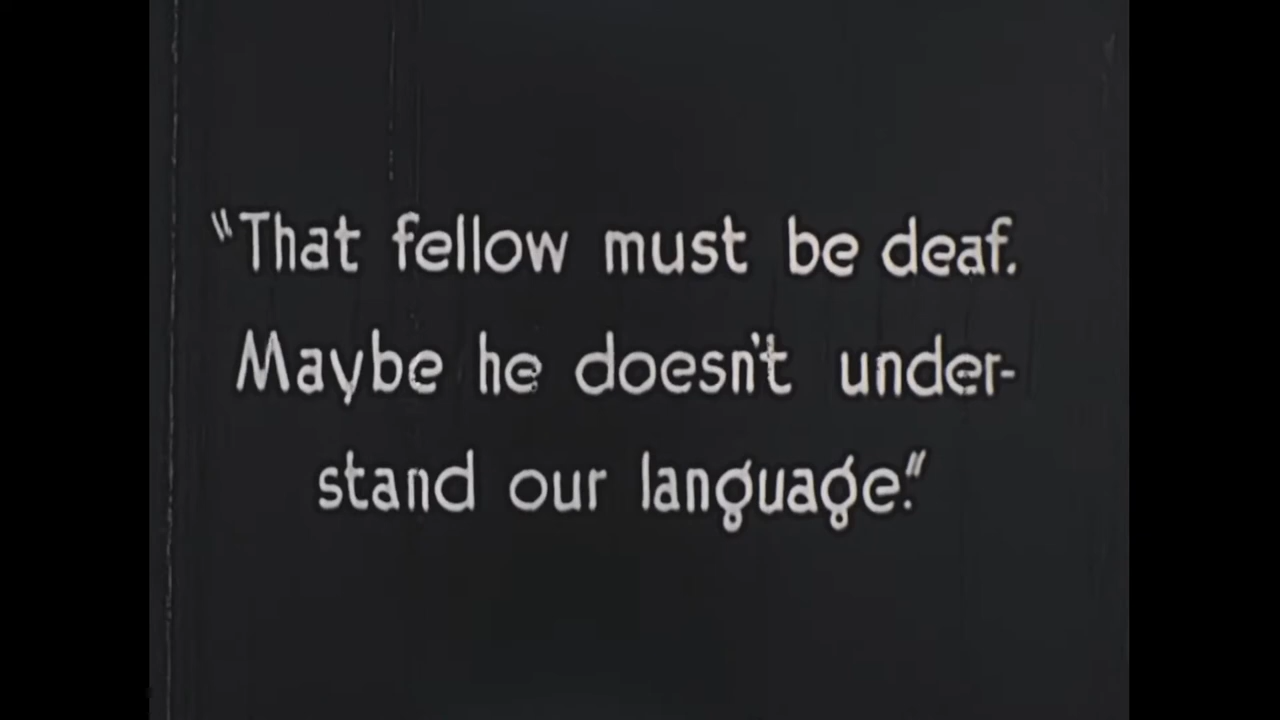 "That fellow must be deaf.
Maybe he doesn't under-
stand our language."